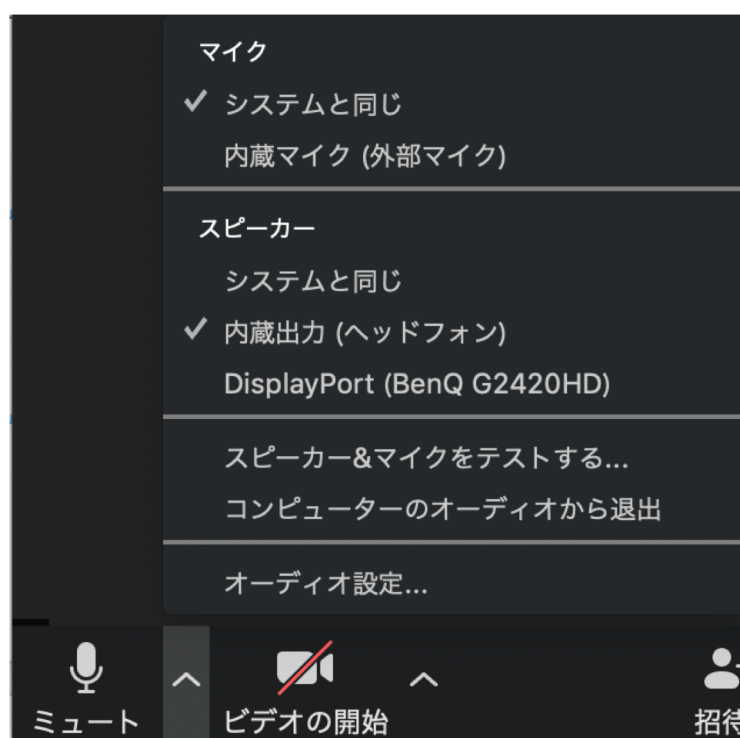 マイク
システムと同じ
内蔵マイク (外部マイク)
スピーカー
システムと同じ
内蔵出力 (ヘッドフォン)
DisplayPort (BenQ G2420HD)
スピーカー&マイクをテストする...
コンピューターのオーディオから退出
オーディオ設定...
ミュート
ビデオの開始
招待